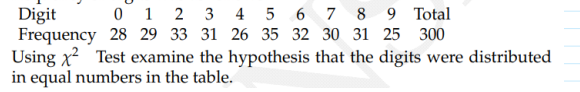 Digit 0 1 2 3 4 5 6 7 8 9 Total
Frequency 28 29 33 31 26 35 32 30 31 25 300
Using χ² Test examine the hypothesis that the digits were distributed
in equal numbers in the table.